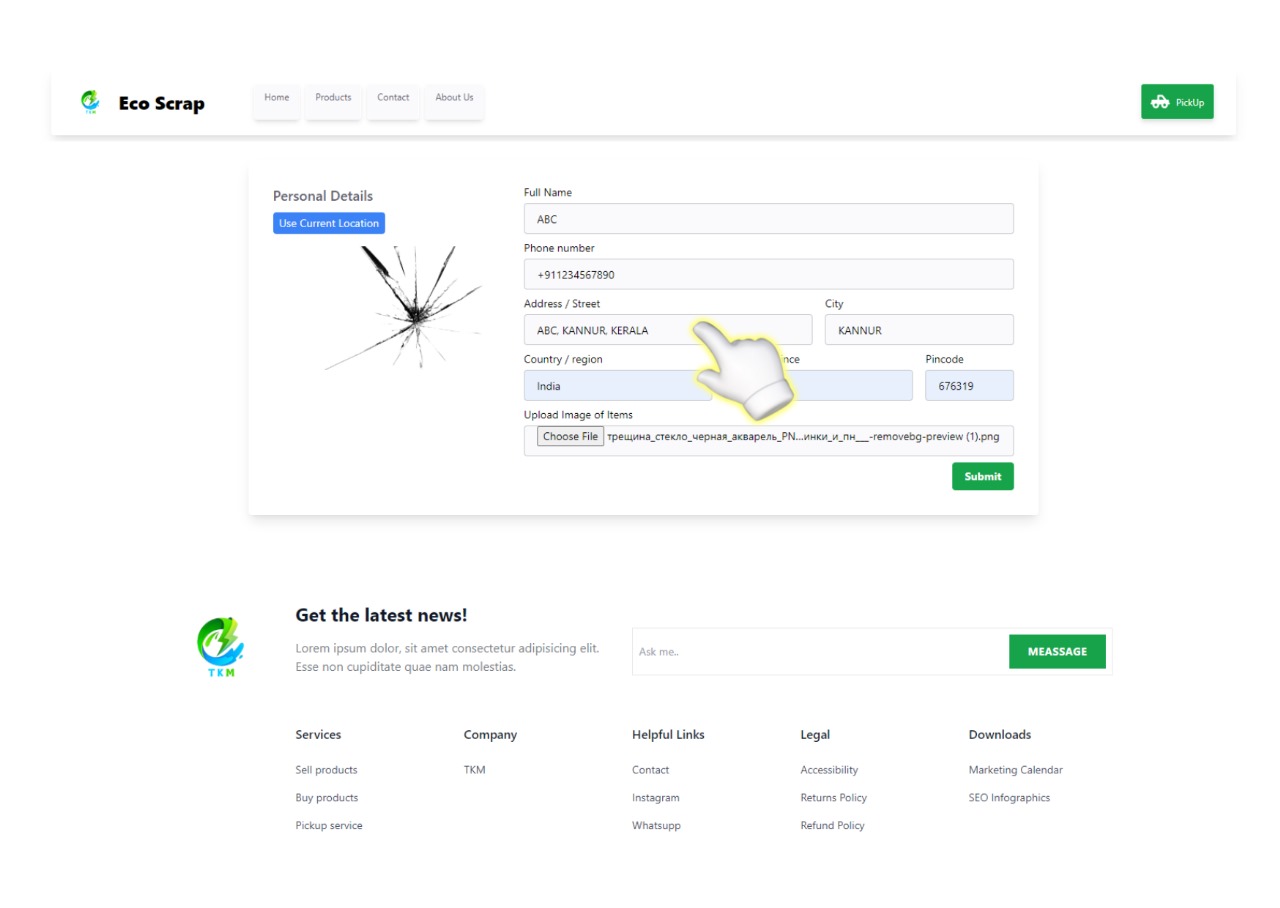 TKM
Eco Scrap
Home
Products
Contact
About Us
PickUp
Personal Details
Use Current Location
Full Name
ABC
Phone number
+911234567890
Address / Street
City
ABC, KANNUR, KERALA
KANNUR
Country / region
Pincode
India
676319
Upload Image of Items
Choose File трещина_стекло_черная_акварель_PN...инки_и_пн___-removebg-preview (1).png
Submit
TKM
Get the latest news!
Lorem ipsum dolor, sit amet consectetur adipisicing elit.
Esse non cupiditate quae nam molestias.
Ask me..
MEASSAGE
Services
Company
Helpful Links
Legal
Downloads
Sell products
TKM
Contact
Accessibility
Marketing Calendar
Buy products
Instagram
Returns Policy
SEO Infographics
Pickup service
Whatsupp
Refund Policy